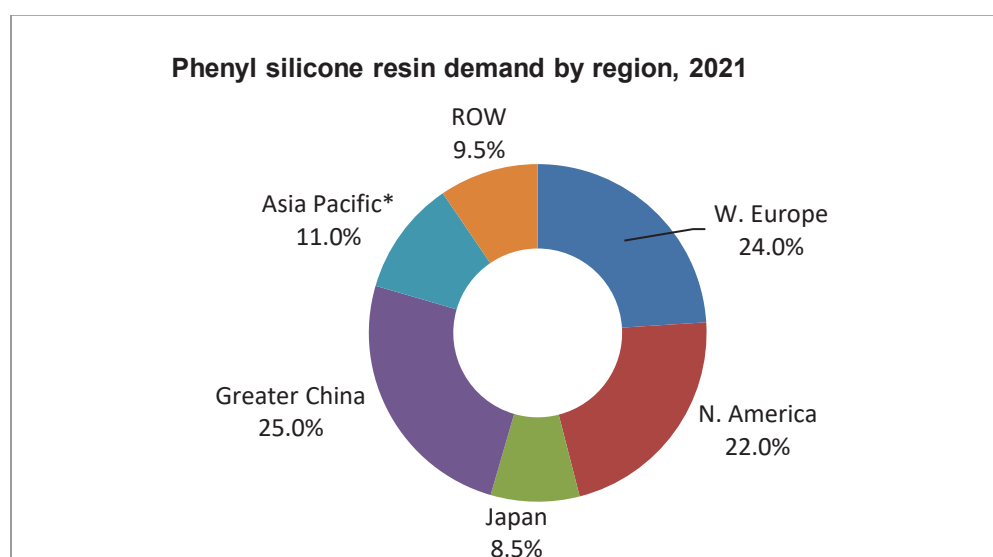 Phenyl silicone resin demand by region, 2021
ROW
9.5%
Asia Pacific*
11.0%
W. Europe
24.0%
Greater China
25.0%
N. America
22.0%
Japan
8.5%